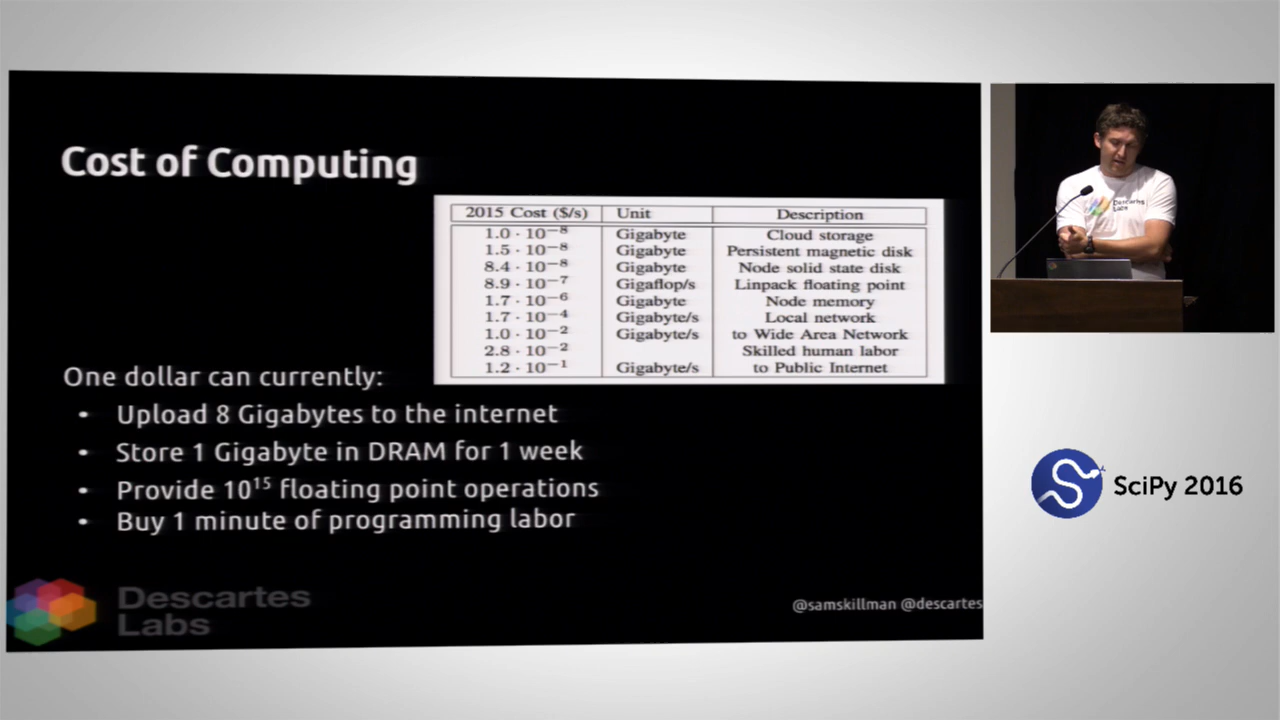 Cost of Computing
2015 Cost ($/s) Unit Description
1.0 · 10−8 Gigabyte Cloud storage
1.5 · 10−8 Gigabyte Persistent magnetic disk
8.4 · 10−8 Gigabyte Node solid state disk
8.9 · 10−7 Gigaflop/s Linpack floating point
1.7 · 10−6 Gigabyte Node memory
1.7 · 10−4 Gigabyte/s Local network
1.0 · 10−2 Gigabyte/s to Wide Area Network
2.8 · 10−2 Skilled human labor
1.2 · 10−1 Gigabyte/s to Public Internet
One dollar can currently:
• Upload 8 Gigabytes to the internet
• Store 1 Gigabyte in DRAM for 1 week
• Provide 10¹⁵ floating point operations
• Buy 1 minute of programming labor
Descartes
Labs
@samskillman @descartes
Descartes
Labs
SciPy 2016